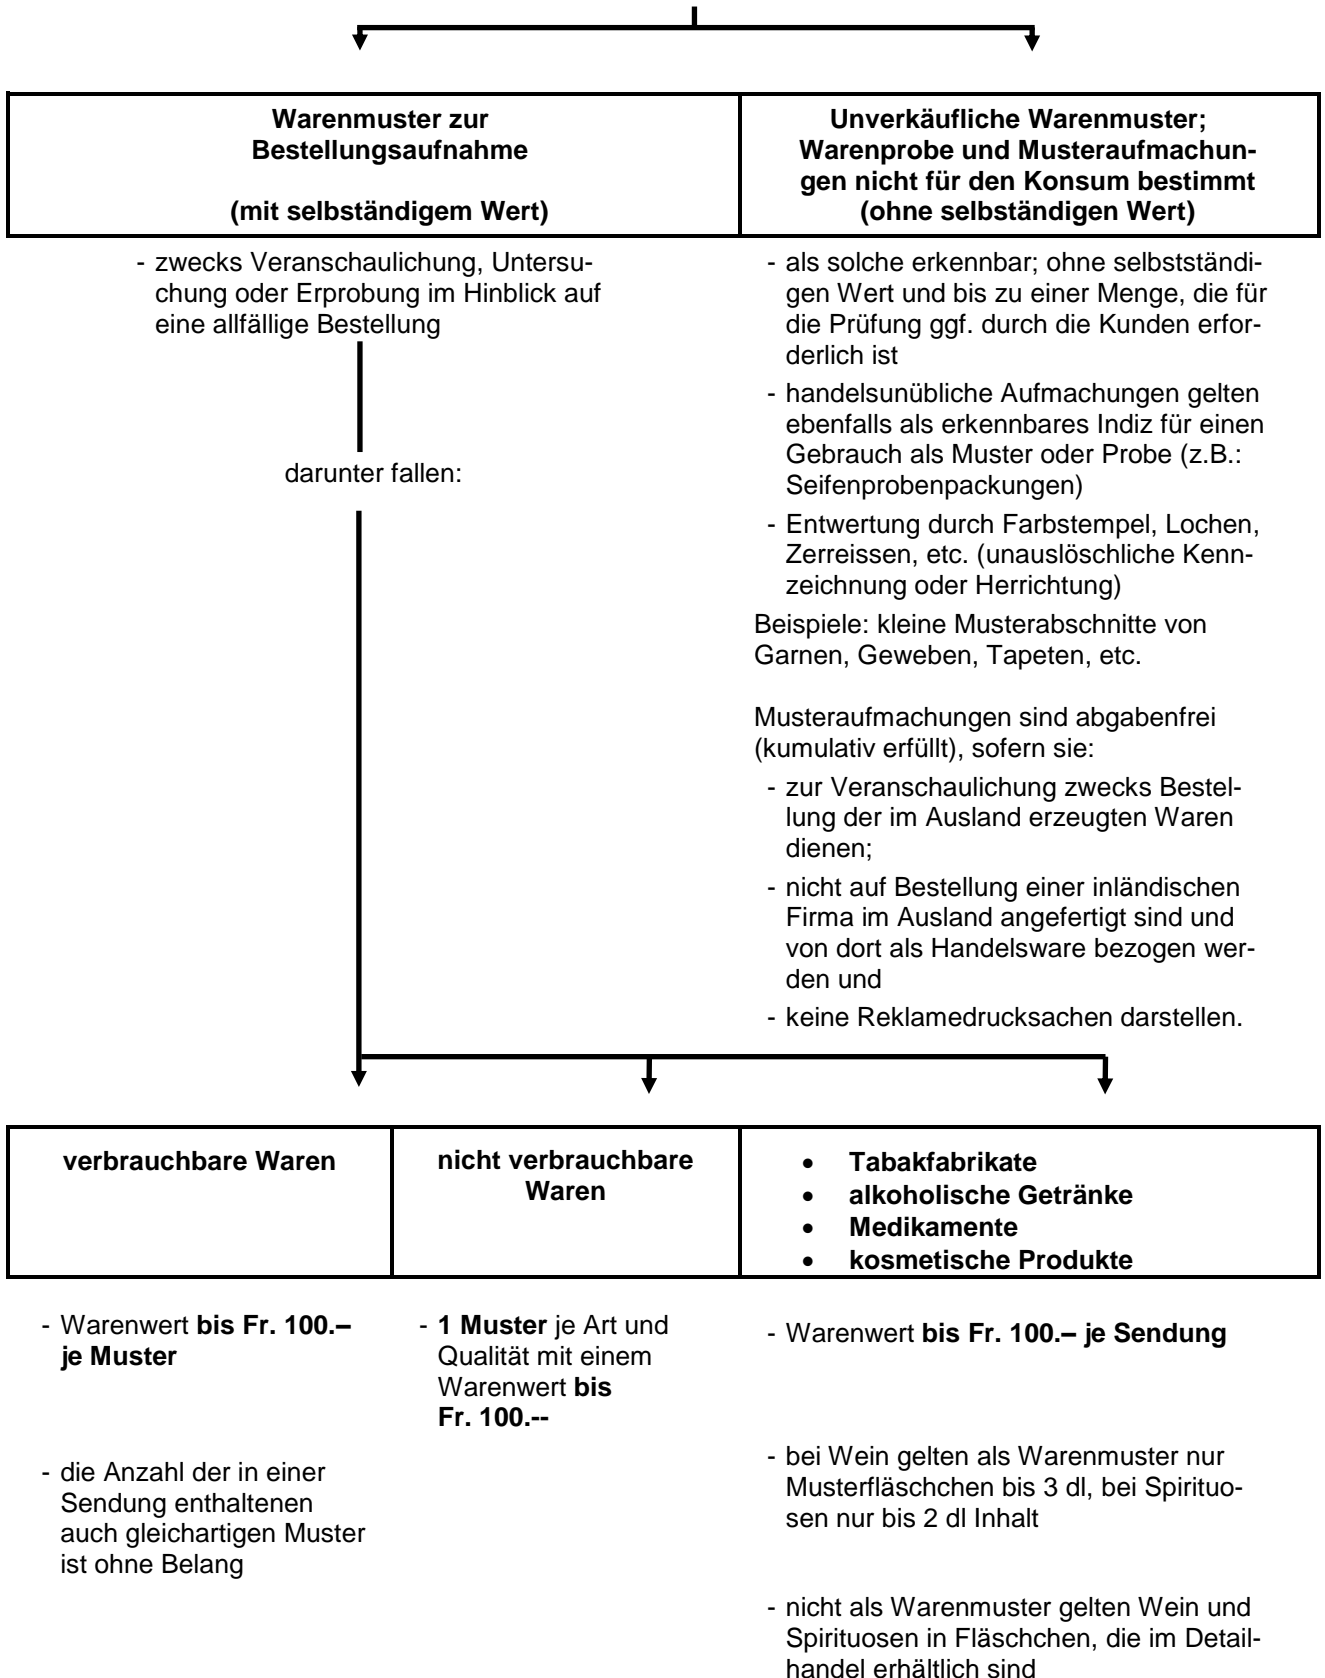 Warenmuster zur
Bestellungsaufnahme
(mit selbständigem Wert)
Unverkäufliche Warenmuster;
Warenprobe und Musteraufmachun-
gen nicht für den Konsum bestimmt
(ohne selbständigen Wert)
- zwecks Veranschaulichung, Untersu-
chung oder Erprobung im Hinblick auf
eine allfällige Bestellung
darunter fallen:
- als solche erkennbar; ohne selbstständi-
gen Wert und bis zu einer Menge, die für
die Prüfung ggf. durch die Kunden erfor-
derlich ist
- handelsunübliche Aufmachungen gelten
ebenfalls als erkennbares Indiz für einen
Gebrauch als Muster oder Probe (z.B.:
Seifenprobenpackungen)
- Entwertung durch Farbstempel, Lochen,
Zerreissen, etc. (unauslöschliche Kenn-
zeichnung oder Herrichtung)
Beispiele: kleine Musterabschnitte von
Garnen, Geweben, Tapeten, etc.
Musteraufmachungen sind abgabenfrei
(kumulativ erfüllt), sofern sie:
- zur Veranschaulichung zwecks Bestel-
lung der im Ausland erzeugten Waren
dienen;
- nicht auf Bestellung einer inländischen
Firma im Ausland angefertigt sind und
von dort als Handelsware bezogen wer-
den und
- keine Reklamedrucksachen darstellen.
verbrauchbare Waren
nicht verbrauchbare
Waren
• Tabakfabrikate
• alkoholische Getränke
• Medikamente
• kosmetische Produkte
- Warenwert bis Fr. 100.–
je Muster
- die Anzahl der in einer
Sendung enthaltenen
auch gleichartigen Muster
ist ohne Belang
- 1 Muster je Art und
Qualität mit einem
Warenwert bis
Fr. 100.--
- Warenwert bis Fr. 100.– je Sendung
- bei Wein gelten als Warenmuster nur
Musterfläschchen bis 3 dl, bei Spirituo-
sen nur bis 2 dl Inhalt
- nicht als Warenmuster gelten Wein und
Spirituosen in Fläschchen, die im Detail-
handel erhältlich sind